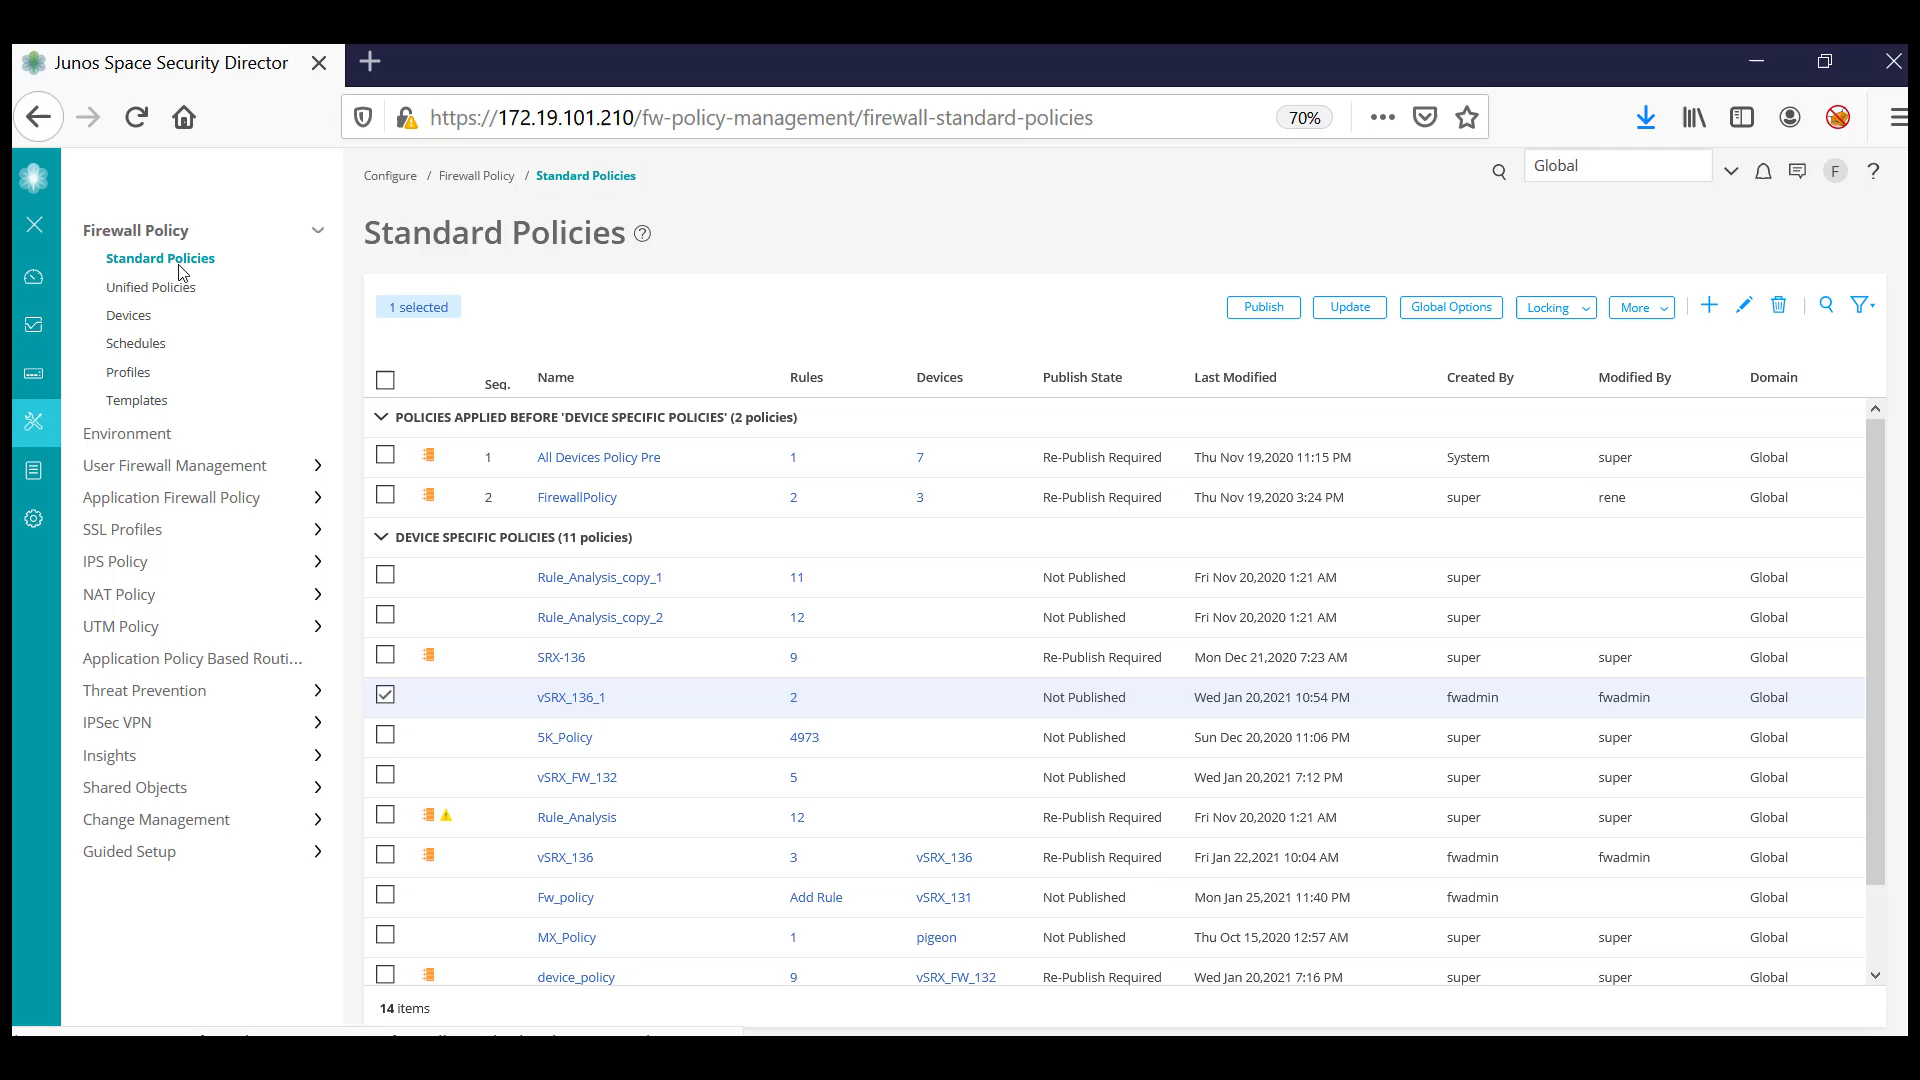 Junos Space Security Director
https://172.19.101.210/fw-policy-management/firewall-standard-policies 70%
Configure / Firewall Policy / Standard Policies Global F ?
Firewall Policy
Standard Policies
Unified Policies
Devices
Schedules
Profiles
Templates
Environment
User Firewall Management
Application Firewall Policy
SSL Profiles
IPS Policy
NAT Policy
UTM Policy
Application Policy Based Routi...
Threat Prevention
IPSec VPN
Insights
Shared Objects
Change Management
Guided Setup
Standard Policies ?
1 selected Publish Update Global Options Locking More
Seq. Name Rules Devices Publish State Last Modified Created By Modified By Domain
POLICIES APPLIED BEFORE 'DEVICE SPECIFIC POLICIES' (2 policies)
1 All Devices Policy Pre 1 7 Re-Publish Required Thu Nov 19,2020 11:15 PM System super Global
2 FirewallPolicy 2 3 Re-Publish Required Thu Nov 19,2020 3:24 PM super rene Global
DEVICE SPECIFIC POLICIES (11 policies)
Rule_Analysis_copy_1 11 Not Published Fri Nov 20,2020 1:21 AM super Global
Rule_Analysis_copy_2 12 Not Published Fri Nov 20,2020 1:21 AM super Global
SRX-136 9 Re-Publish Required Mon Dec 21,2020 7:23 AM super super Global
vSRX_136_1 2 Not Published Wed Jan 20,2021 10:54 PM fwadmin fwadmin Global
5K_Policy 4973 Not Published Sun Dec 20,2020 11:06 PM super super Global
vSRX_FW_132 5 Not Published Wed Jan 20,2021 7:12 PM super super Global
Rule_Analysis 12 Re-Publish Required Fri Nov 20,2020 1:21 AM super super Global
vSRX_136 3 vSRX_136 Re-Publish Required Fri Jan 22,2021 10:04 AM fwadmin fwadmin Global
Fw_policy Add Rule vSRX_131 Not Published Mon Jan 25,2021 11:40 PM fwadmin Global
MX_Policy 1 pigeon Not Published Thu Oct 15,2020 12:57 AM super super Global
device_policy 9 vSRX_FW_132 Re-Publish Required Wed Jan 20,2021 7:16 PM super super Global
14 items